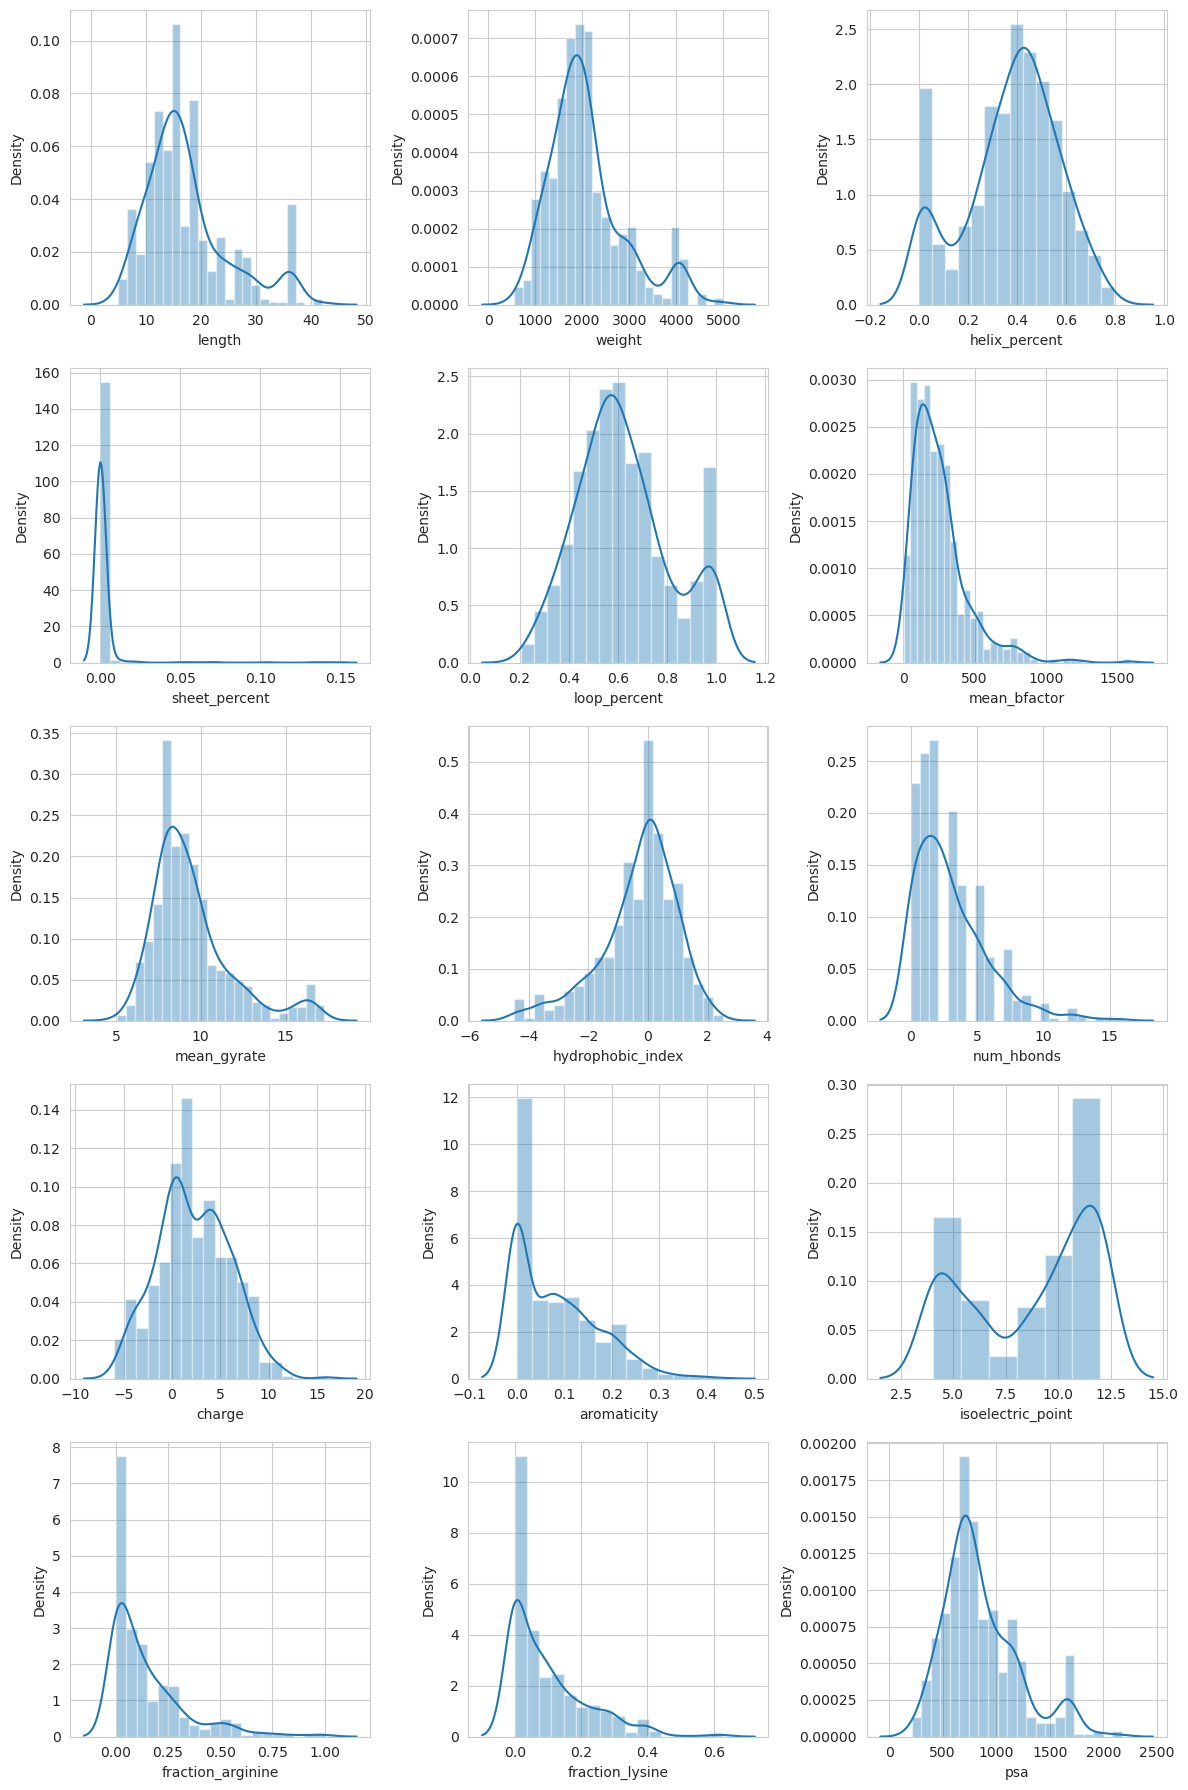 Density
0.10
0.08
0.06
0.04
0.02
0.00
0 10 20 30 40 50
length
Density
0.0007
0.0006
0.0005
0.0004
0.0003
0.0002
0.0001
0.0000
0 1000 2000 3000 4000 5000
weight
Density
2.5
2.0
1.5
1.0
0.5
0.0
−0.2 0.0 0.2 0.4 0.6 0.8 1.0
helix_percent
Density
160
140
120
100
80
60
40
20
0
0.00 0.05 0.10 0.15
sheet_percent
Density
2.5
2.0
1.5
1.0
0.5
0.0
0.0 0.2 0.4 0.6 0.8 1.0 1.2
loop_percent
Density
0.0030
0.0025
0.0020
0.0015
0.0010
0.0005
0.0000
0 500 1000 1500
mean_bfactor
Density
0.35
0.30
0.25
0.20
0.15
0.10
0.05
0.00
5 10 15
mean_gyrate
Density
0.5
0.4
0.3
0.2
0.1
0.0
−6 −4 −2 0 2 4
hydrophobic_index
Density
0.25
0.20
0.15
0.10
0.05
0.00
0 5 10 15
num_hbonds
Density
0.14
0.12
0.10
0.08
0.06
0.04
0.02
0.00
−10 −5 0 5 10 15 20
charge
Density
12
10
8
6
4
2
0
−0.1 0.0 0.1 0.2 0.3 0.4 0.5
aromaticity
Density
0.30
0.25
0.20
0.15
0.10
0.05
0.00
2.5 5.0 7.5 10.0 12.5 15.0
isoelectric_point
Density
8
7
6
5
4
3
2
1
0
0.00 0.25 0.50 0.75 1.00
fraction_arginine
Density
10
8
6
4
2
0
0.0 0.2 0.4 0.6
fraction_lysine
Density
0.00200
0.00175
0.00150
0.00125
0.00100
0.00075
0.00050
0.00025
0.00000
0 500 1000 1500 2000 2500
psa